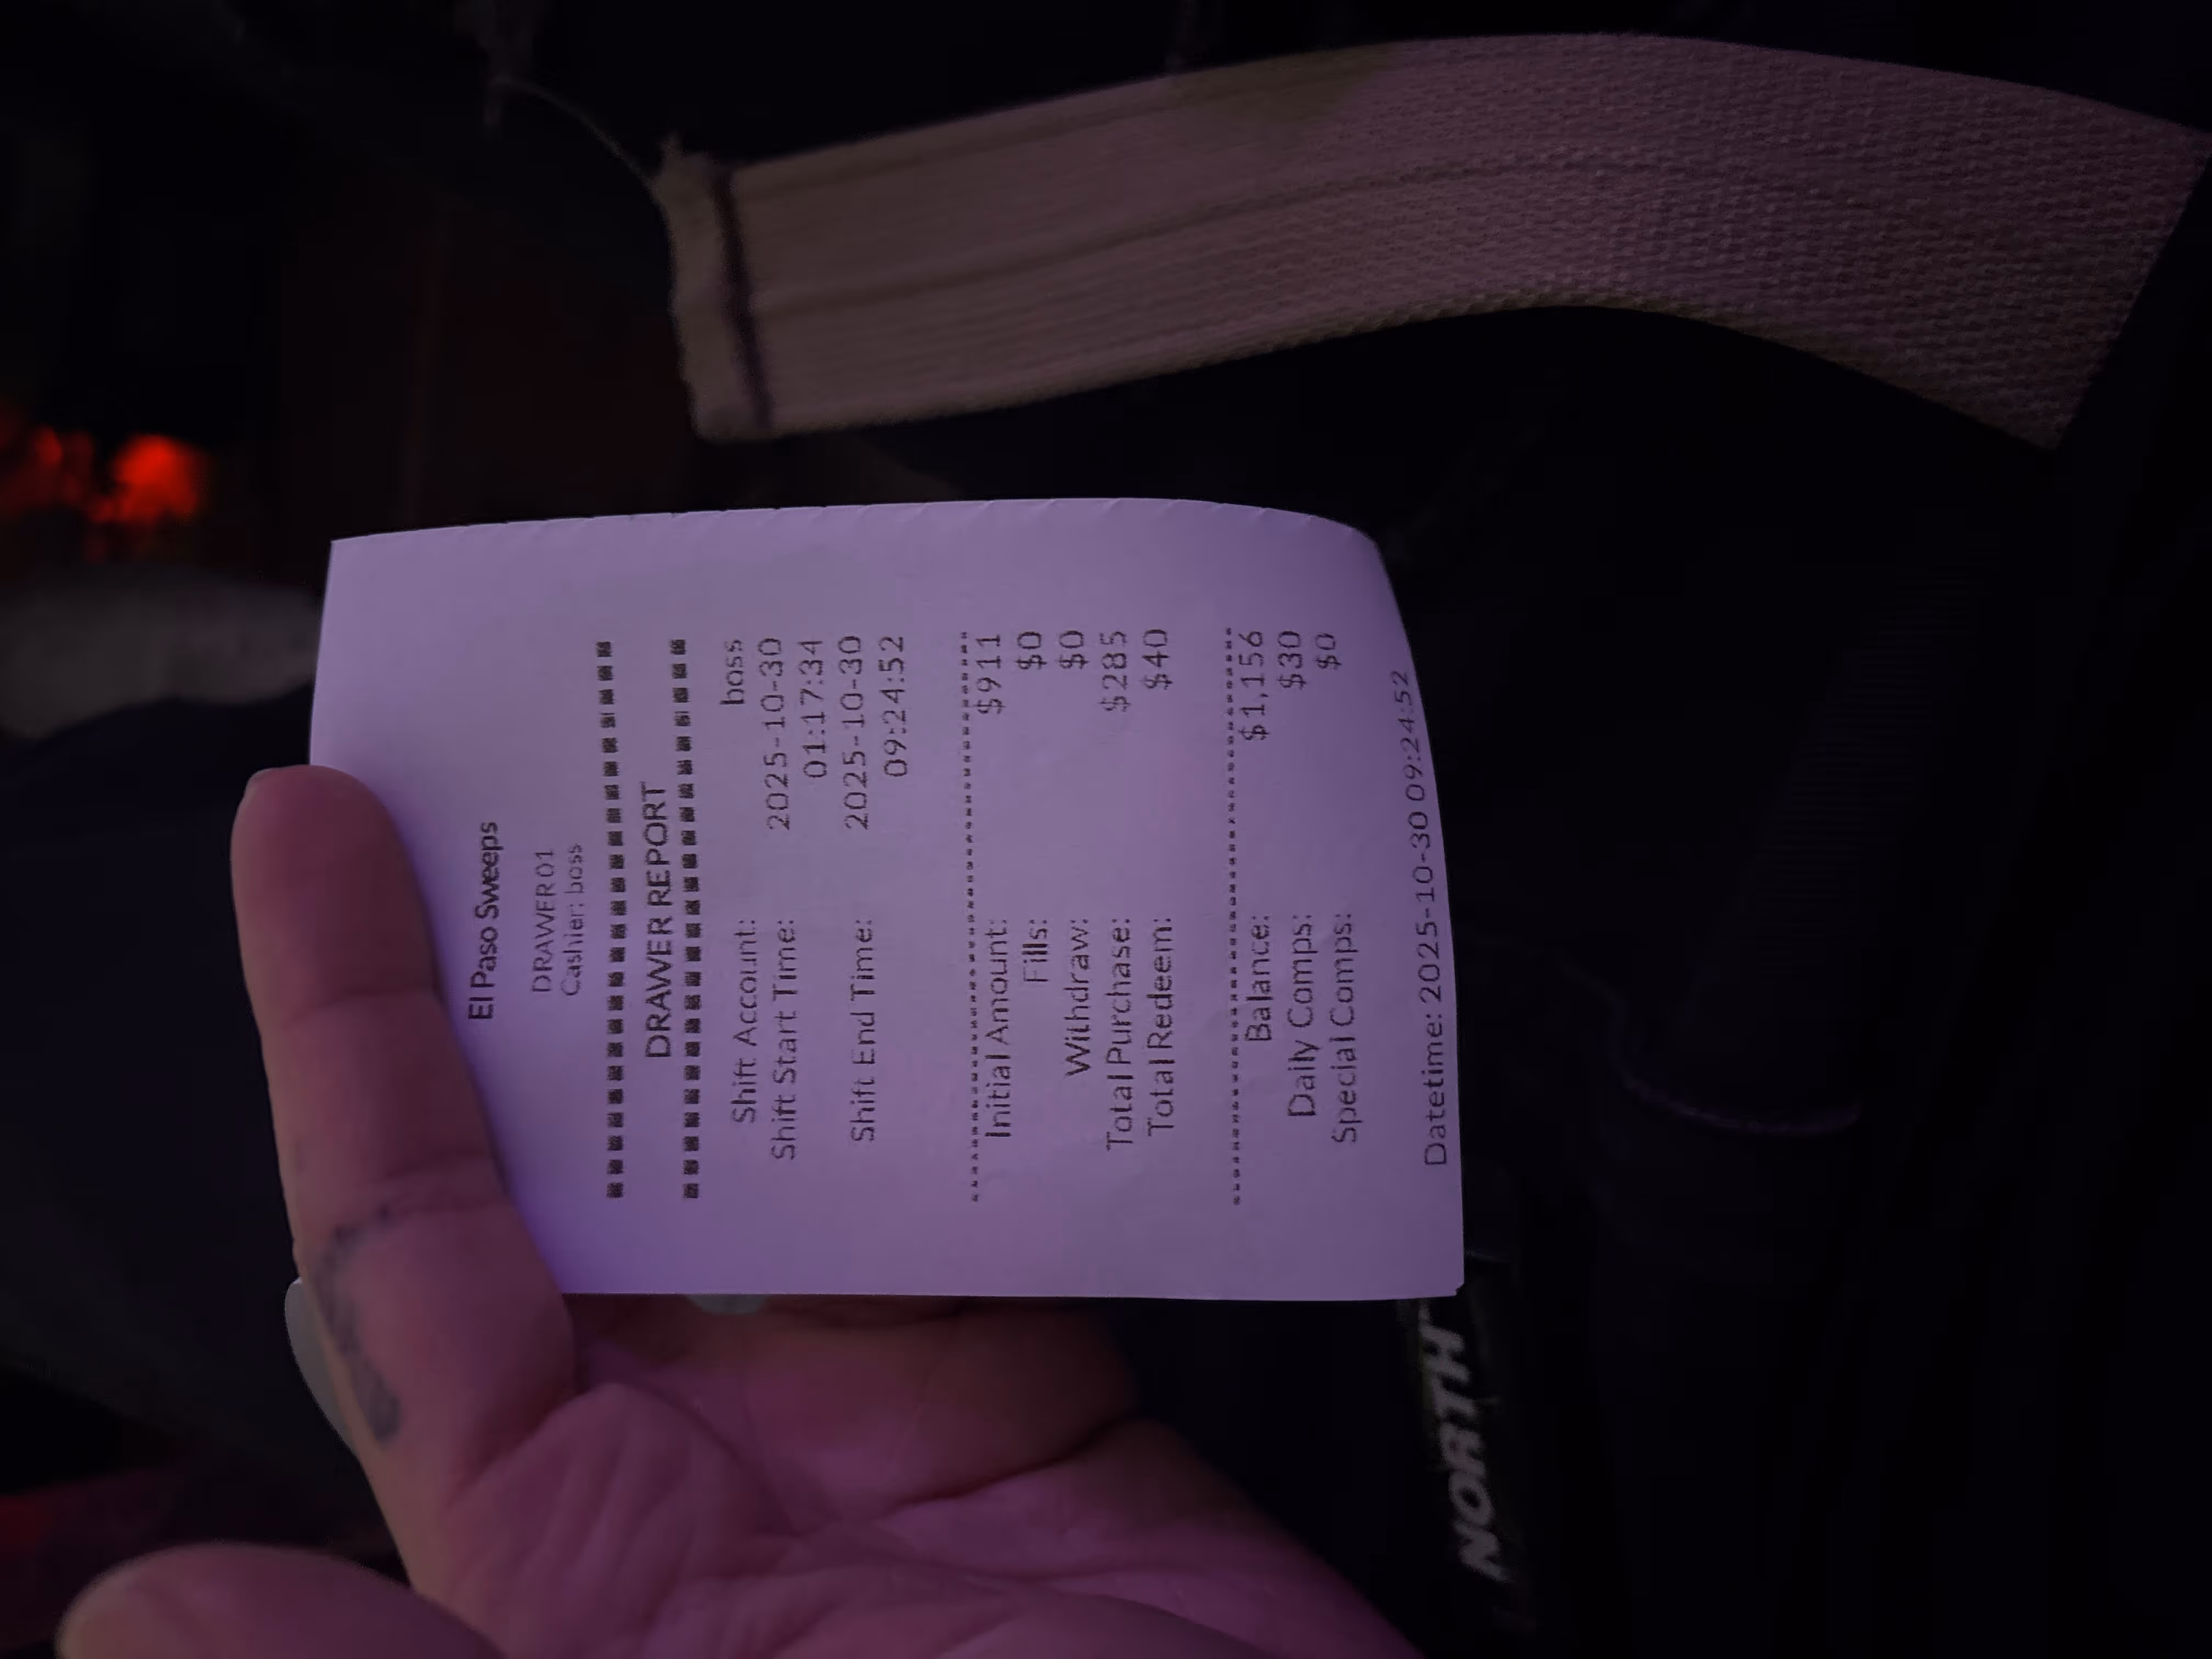 El Paso Sweeps
DRAWER01
Cashier: boss
DRAWER REPORT
Shift Account: boss
Shift Start Time: 2025-10-30
01:17:34
Shift End Time: 2025-10-30
09:24:52
Initial Amount: $911
Fills: $0
Withdraw: $0
Total Purchase: $285
Total Redeem: $40
Balance: $1,156
Daily Comps: $30
Special Comps: $0
Datetime: 2025-10-30 09:24:52
NORTH